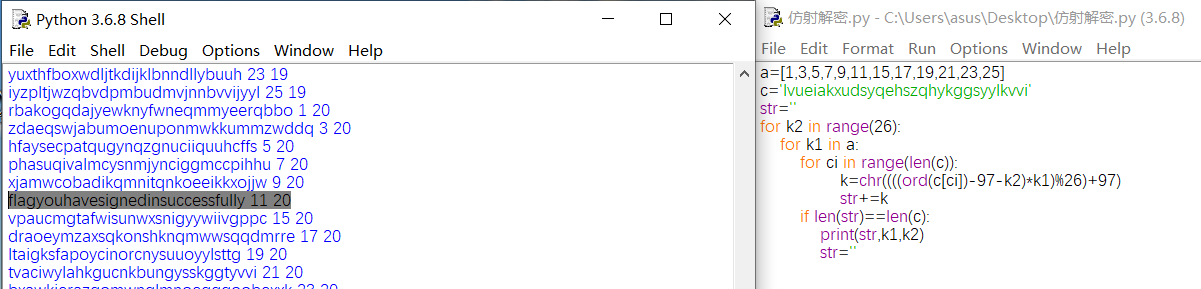 Python 3.6.8 Shell
File Edit Shell Debug Options Window Help
yuxthfboxwdljtkdijklbnndllybuuh 23 19
iyzpltjwzqbvdpmbudmvjnnbvvijyyl 25 19
rbakogqdajyewknyfwneqmmyeerqbbo 1 20
zdaeqswjabumoenuponmwkkummzwddq 3 20
hfaysecpatqugynqzgnuciiquuhcffs 5 20
phasuqivalmcysnmjynciggmccpihhu 7 20
xjamwcobadikqmnitqnkoeeikkxojjw 9 20
flagyouhavesignedinsuccessfully 11 20
vpaucmgtafwisunwxsnigyywiivgppc 15 20
draoeymzaxsqkonshknqmwwsqqdmrre 17 20
ltaigksfapoycinorcnysuuoyylsttg 19 20
tvaciwylahkgucnkbungysskggtyvvi 21 20
仿射解密.py - C:\Users\asus\Desktop\仿射解密.py (3.6.8)
File Edit Format Run Options Window Help
a=[1,3,5,7,9,11,15,17,19,21,23,25]
c='lvueiakxudsyqehszqhykggsyylkvvi'
str=''
for k2 in range(26):
for k1 in a:
for ci in range(len(c)):
k=chr((((ord(c[ci])-97-k2)*k1)%26)+97)
str+=k
if len(str)==len(c):
print(str,k1,k2)
str=''